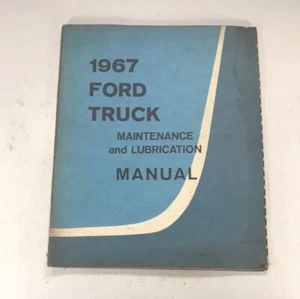 1967
FORD
TRUCK
MAINTENANCE
and LUBRICATION
MANUAL